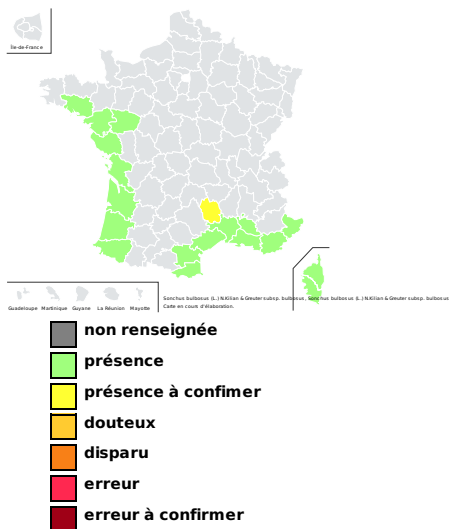 Île-de-France
Guadeloupe Martinique Guyane La Réunion Mayotte
Sonchus bulbosus (L.) N.Kilian & Greuter subsp. bulbosus , Sonchus bulbosus (L.) N.Kilian & Greuter subsp. bulbosus
Carte en cours d'élaboration.
non renseignée
présence
présence à confimer
douteux
disparu
erreur
erreur à confirmer